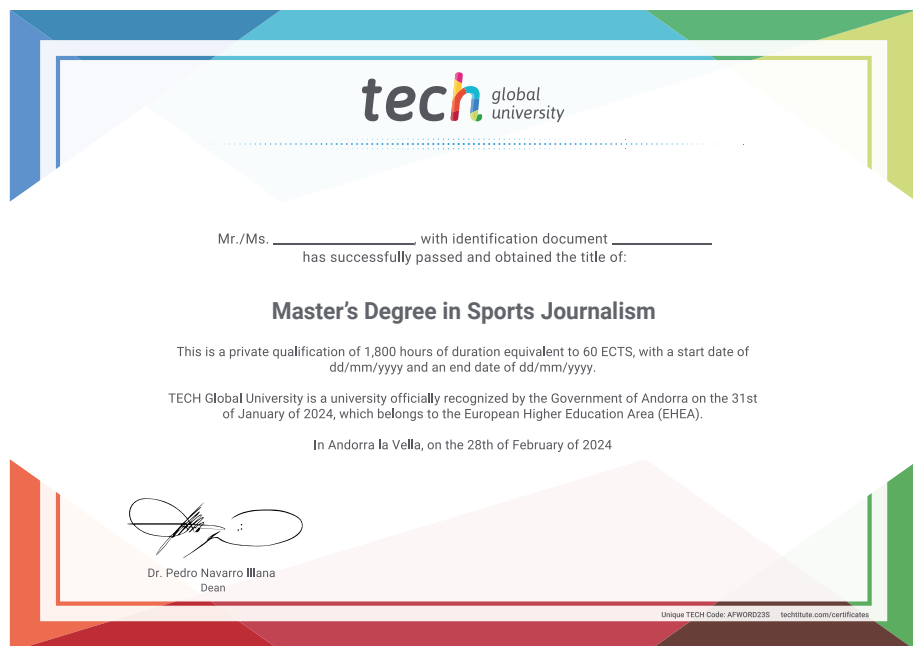 tech global
university
Mr./Ms. ____________, with identification document ____________
has successfully passed and obtained the title of:
Master's Degree in Sports Journalism
This is a private qualification of 1,800 hours of duration equivalent to 60 ECTS, with a start date of
dd/mm/yyyy and an end date of dd/mm/yyyy.
TECH Global University is a university officially recognized by the Government of Andorra on the 31st
of January of 2024, which belongs to the European Higher Education Area (EHEA).
In Andorra la Vella, on the 28th of February of 2024
Dr. Pedro Navarro Illana
Dean
Unique TECH Code: AFWORD23S techtitute.com/certificates